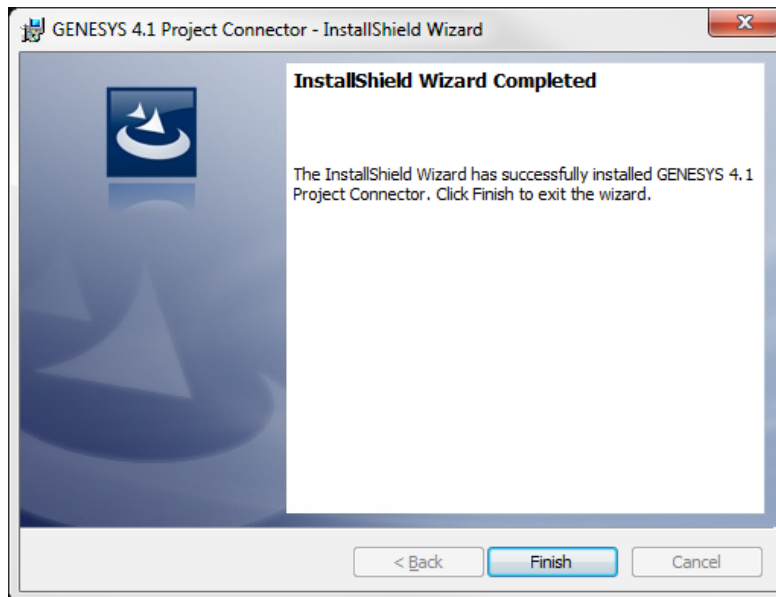 GENESYS 4.1 Project Connector - InstallShield Wizard
InstallShield Wizard Completed
The InstallShield Wizard has successfully installed GENESYS 4.1
Project Connector. Click Finish to exit the wizard.
< Back
Finish
Cancel